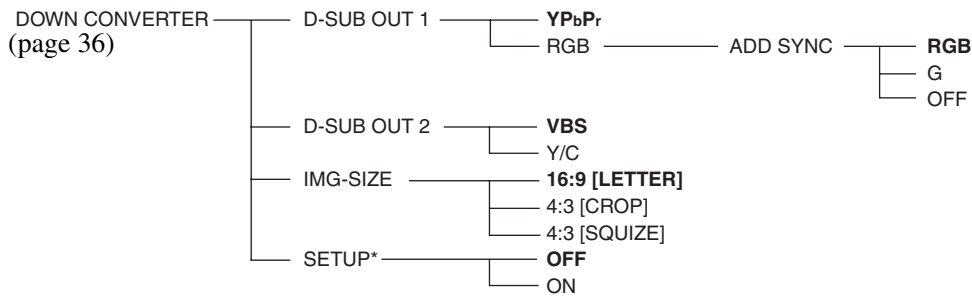 DOWN CONVERTER D-SUB OUT 1 YPbPr
(page 36) RGB ADD SYNC RGB
G
OFF
D-SUB OUT 2 VBS
Y/C
IMG-SIZE 16:9 [LETTER]
4:3 [CROP]
4:3 [SQUIZE]
SETUP* OFF
ON